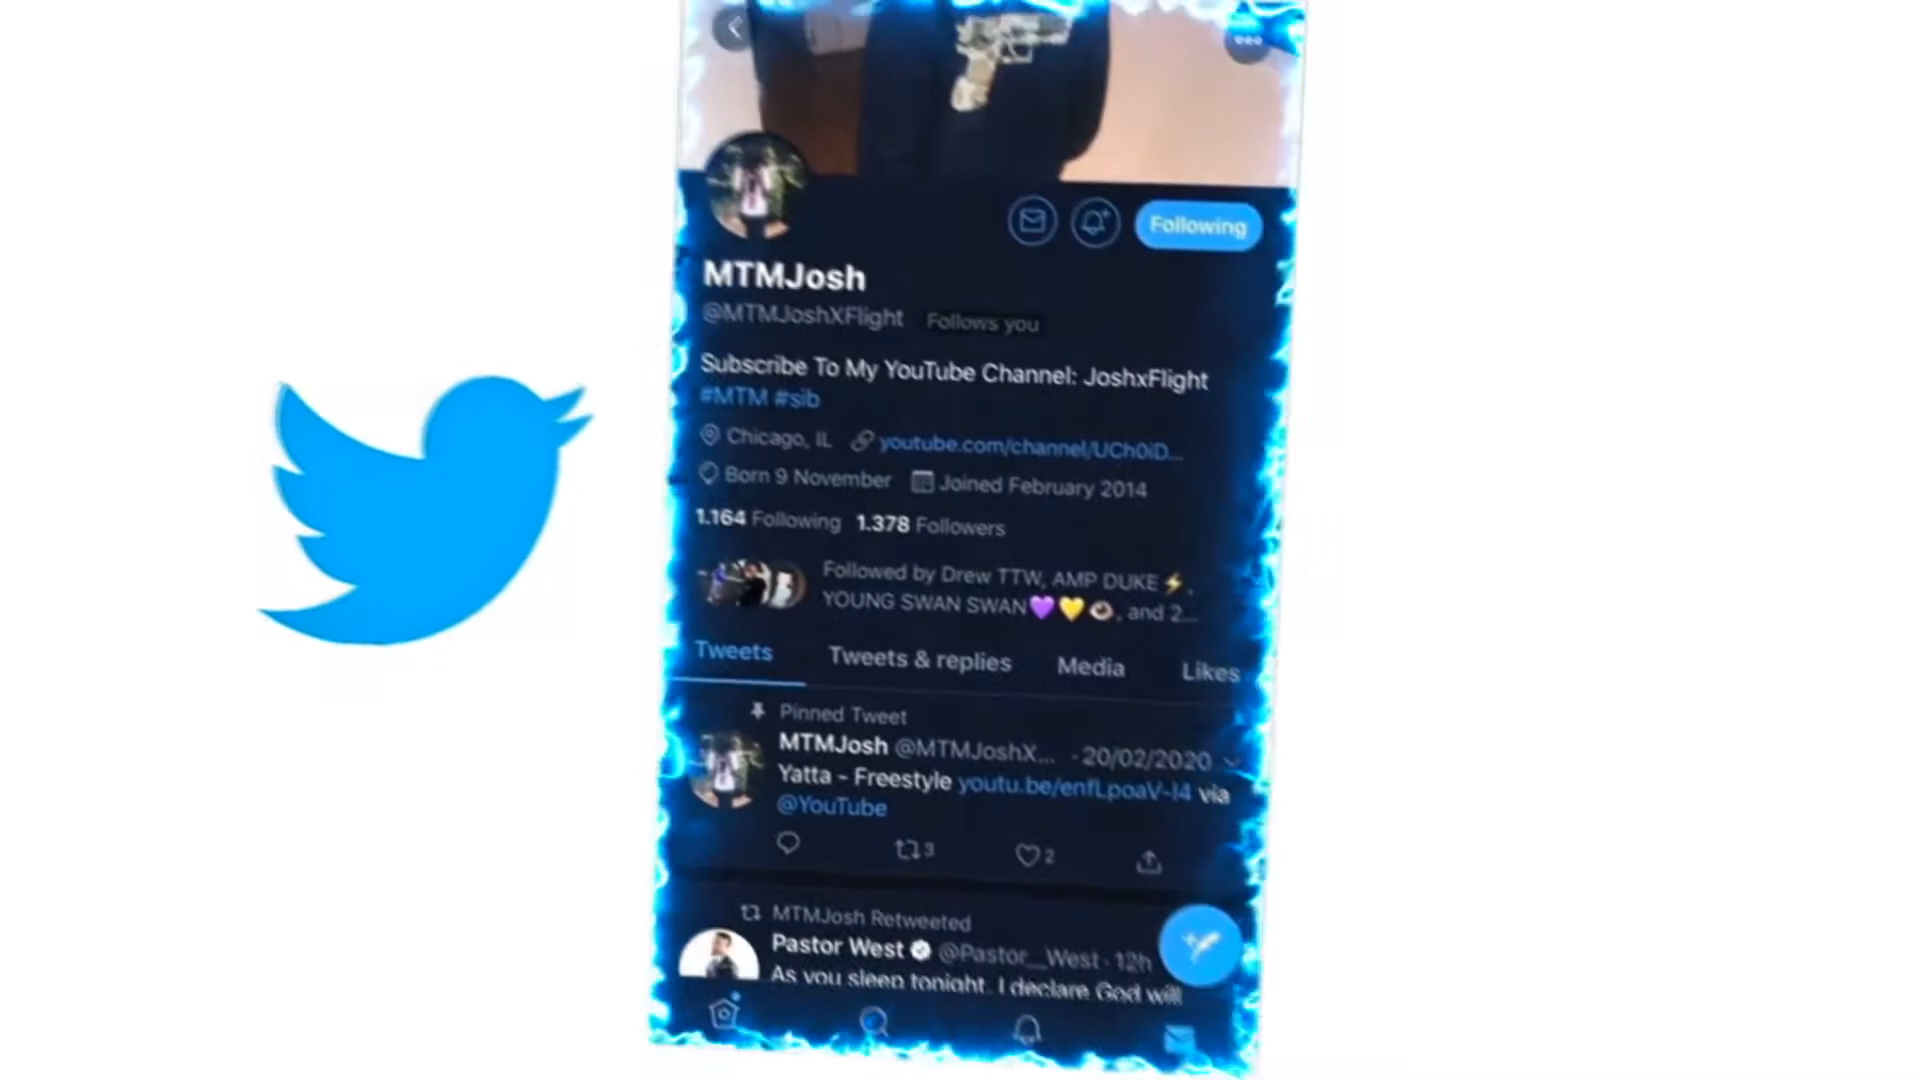 Following
MTMJosh
@MTMJoshXFlight Follows you
Subscribe To My YouTube Channel: JoshxFlight
#MTM #sib
Chicago, IL youtube.com/channel/UCh0iD...
Born 9 November Joined February 2014
1.164 Following 1.378 Followers
Followed by Drew TTW, AMP DUKE⚡,
YOUNG SWAN SWAN💜💛👁, and 2...
Tweets Tweets & replies Media Likes
Pinned Tweet
MTMJosh @MTMJoshX... · 20/02/2020
Yatta - Freestyle youtu.be/enfLpoaV-I4 via
@YouTube
3 2
MTMJosh Retweeted
Pastor West @Pastor__West · 12h
As you sleep tonight, I declare God will